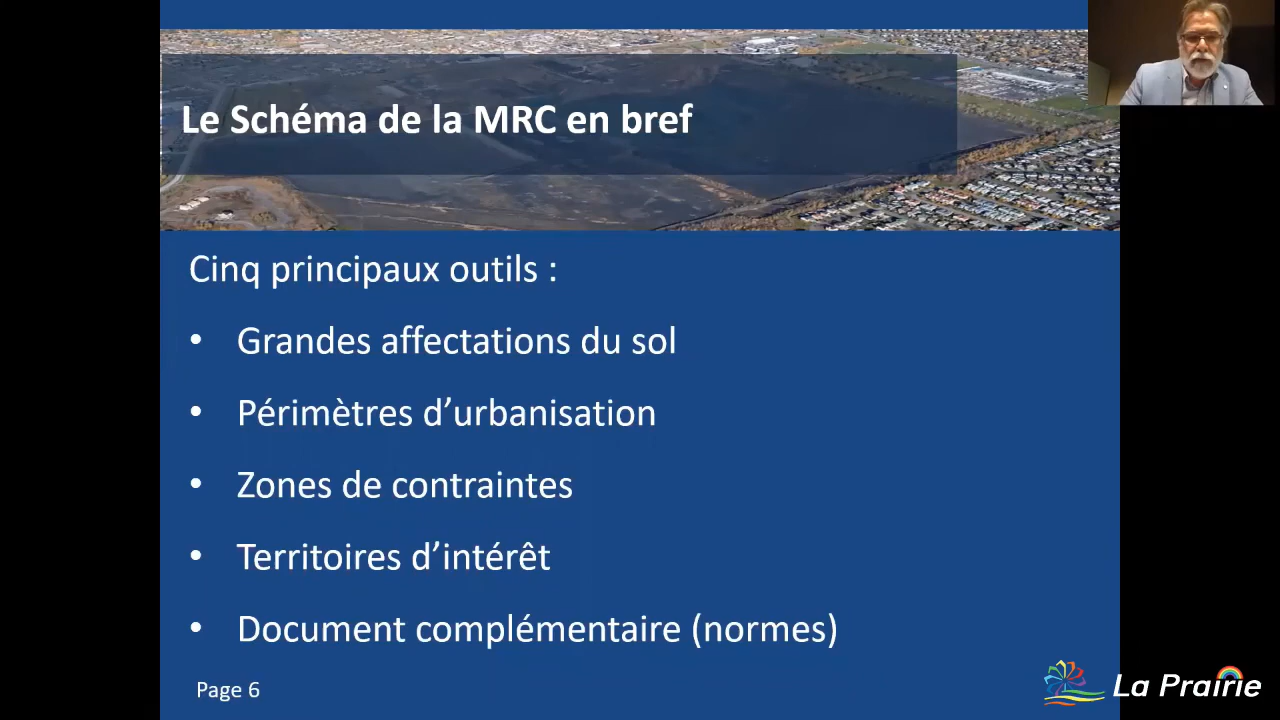 Le Schéma de la MRC en bref
Cinq principaux outils :
• Grandes affectations du sol
• Périmètres d’urbanisation
• Zones de contraintes
• Territoires d’intérêt
• Document complémentaire (normes)
Page 6
La Prairie